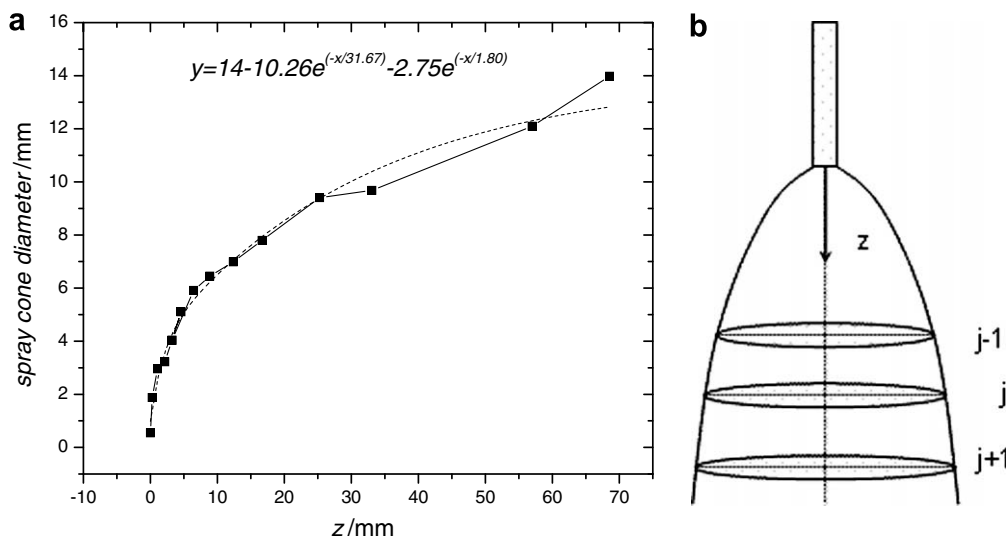 a
y=14-10.26e^(-x/31.67)-2.75e^(-x/1.80)
spray cone diameter /mm
16
14
12
10
8
6
4
2
0
-10 0 10 20 30 40 50 60 70
z /mm
b
z
j-1
j
j+1